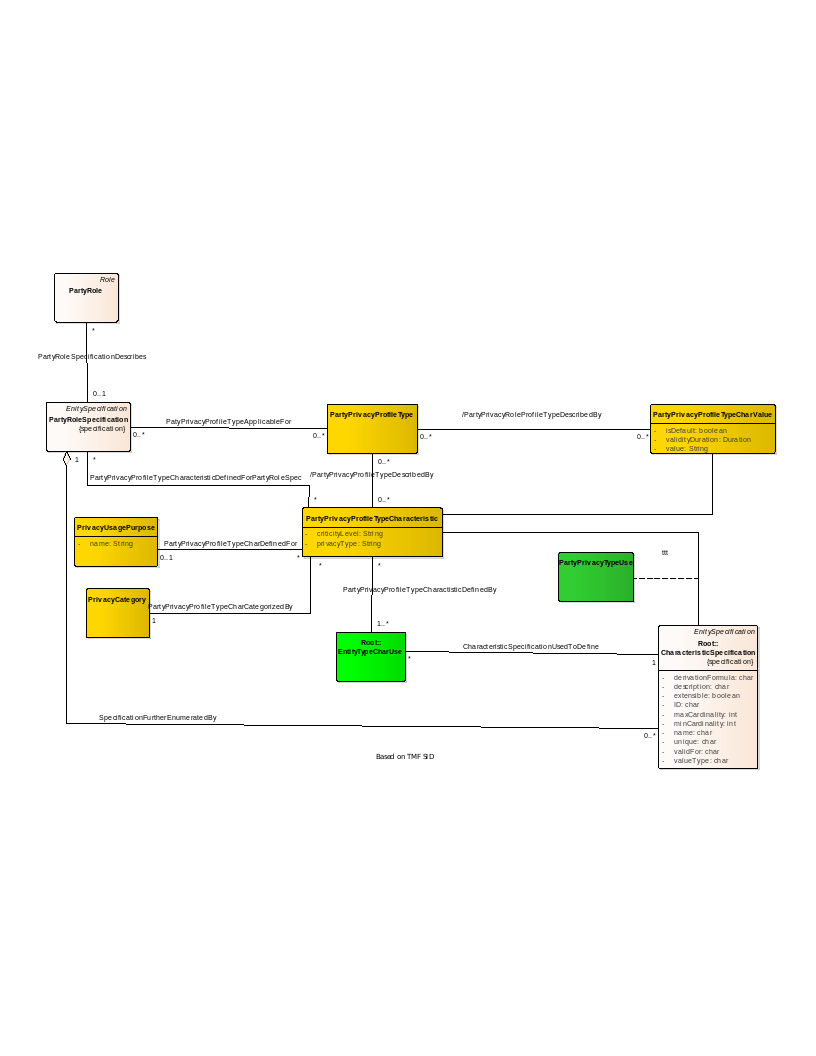 Role
PartyRole
*
PartyRoleSpecificationDescribes
0..1
EnitySpecification
PartyRoleSpecification
{specification}
0..*
PatyPrivacyProfileTypeApplicableFor
0..*
PartyPrivacyProfileType
/PartyPrivacyRoleProfileTypeDescribedBy
0..*
0..*
PartyPrivacyProfileTypeCharValue
- isDefault: boolean
- validityDuration: Duration
- value: String
1
*
0..*
PartyPrivacyProfileTypeCharacteristicDefinedForPartyRoleSpec
/PartyPrivacyProfileTypeDescribedBy
*
0..*
PartyPrivacyProfileTypeCharacteristic
- criticityLevel: String
- privacyType: String
PrivacyUsagePurpose
- name: String
PartyPrivacyProfileTypeCharDefinedFor
0..1
*
*
*
ttt
PartyPrivacyTypeUse
PrivacyCategory
PartyPrivacyProfileTypeCharCategorizedBy
1
PartyPrivacyProfileTypeCharactisticDefinedBy
1..*
Root::
EntityTypeCharUse
*
CharacteristicSpecificationUsedToDefine
1
EnitySpecification
Root::
CharacteristicSpecification
{specification}
- derivationFormula: char
- description: char
- extensible: boolean
- ID: char
- maxCardinality: int
- minCardinality: int
- name: char
- unique: char
- validFor: char
- valueType: char
SpecificationFurtherEnumeratedBy
0..*
Based on TMF SID